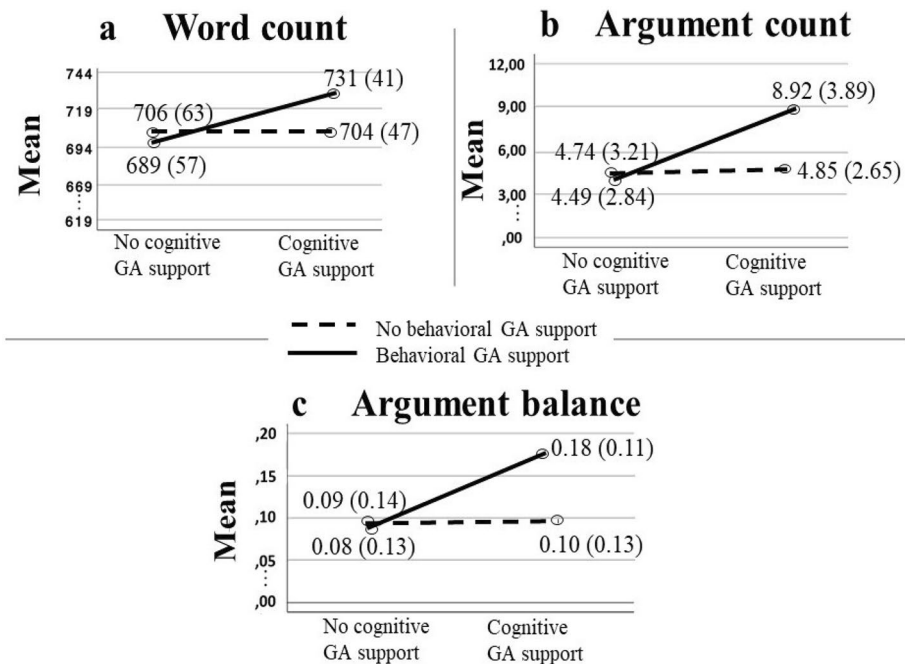 a Word count
Mean
744
719
694
669
619
706 (63)
689 (57)
731 (41)
704 (47)
No cognitive
GA support
Cognitive
GA support
b Argument count
12,00
9,00
6,00
3,00
,00
4.74 (3.21)
4.49 (2.84)
8.92 (3.89)
4.85 (2.65)
No cognitive
GA support
Cognitive
GA support
No behavioral GA support
Behavioral GA support
c Argument balance
Mean
,20
,15
,10
,05
,00
0.09 (0.14)
0.08 (0.13)
0.18 (0.11)
0.10 (0.13)
No cognitive
GA support
Cognitive
GA support